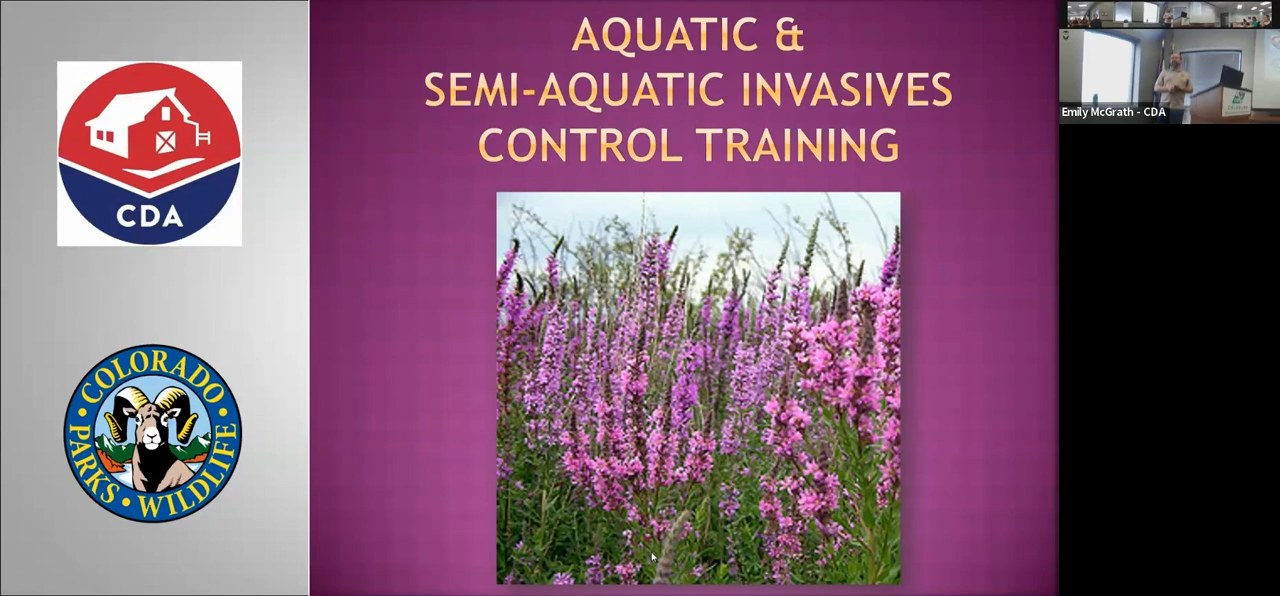 AQUATIC &
SEMI-AQUATIC INVASIVES
CONTROL TRAINING
CDA
COLORADO
PARKS • WILDLIFE
Emily McGrath - CDA